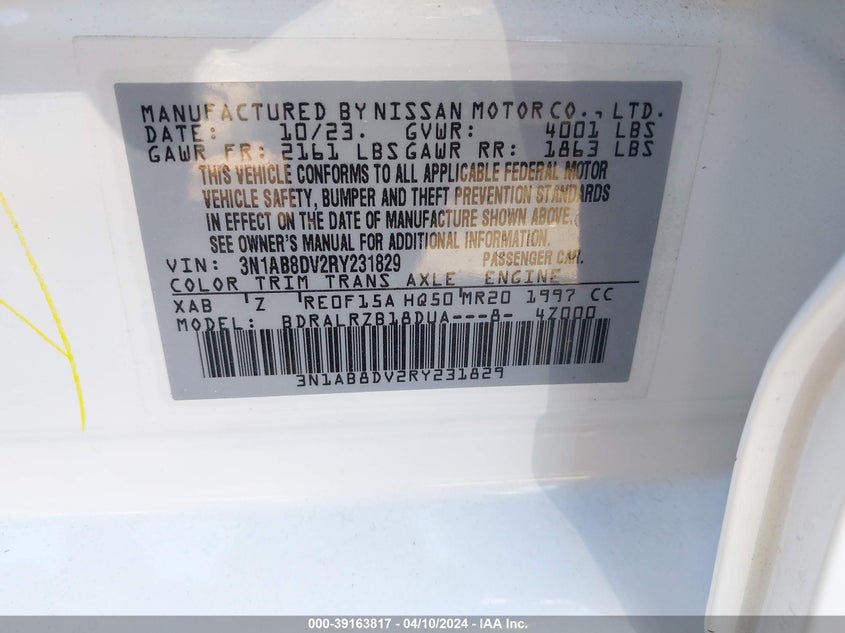 MANUFACTURED BY NISSAN MOTOR CO., LTD.
DATE: 10/23. GVWR: 4001 LBS
GAWR FR: 2161 LBS GAWR RR: 1863 LBS
THIS VEHICLE CONFORMS TO ALL APPLICABLE FEDERAL MOTOR
VEHICLE SAFETY, BUMPER AND THEFT PREVENTION STANDARDS
IN EFFECT ON THE DATE OF MANUFACTURE SHOWN ABOVE.
SEE OWNER'S MANUAL FOR ADDITIONAL INFORMATION.
VIN: 3N1AB8DV2RY231829 PASSENGER CAR.
COLOR TRIM TRANS AXLE ENGINE
XAB Z RE0F15A HQ50 MR20 1997 CC
MODEL: BDRALRZB18DUA---B- 4Z000
3N1AB8DV2RY231829
000-39163817 - 04/10/2024 - IAA Inc.